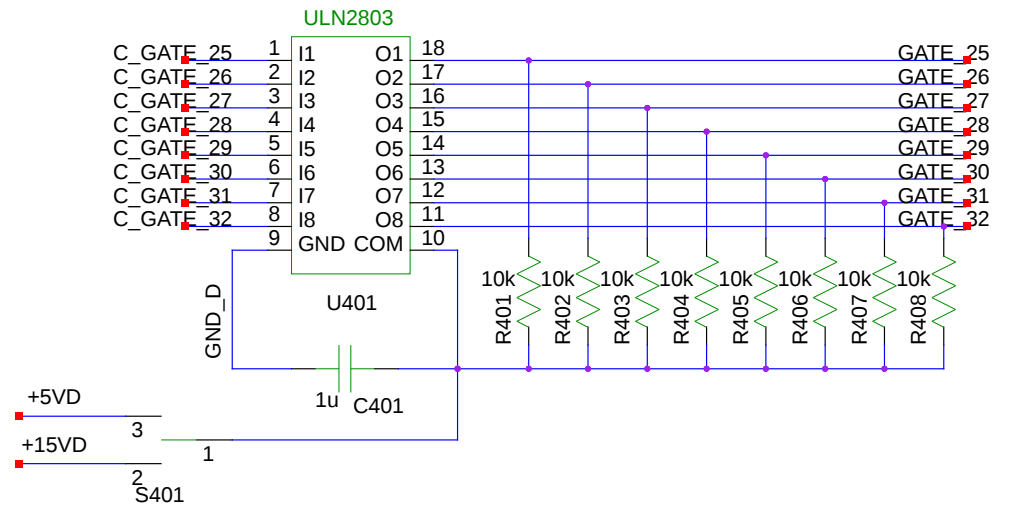 ULN2803
C_GATE_25 1 I1 O1 18 GATE_25
C_GATE_26 2 I2 O2 17 GATE_26
C_GATE_27 3 I3 O3 16 GATE_27
C_GATE_28 4 I4 O4 15 GATE_28
C_GATE_29 5 I5 O5 14 GATE_29
C_GATE_30 6 I6 O6 13 GATE_30
C_GATE_31 7 I7 O7 12 GATE_31
C_GATE_32 8 I8 O8 11 GATE_32
9 GND COM 10
10k 10k 10k 10k 10k 10k 10k 10k
R401 R402 R403 R404 R405 R406 R407 R408
U401
GND_D
1u C401
+5VD
3
+15VD
1
2
S401